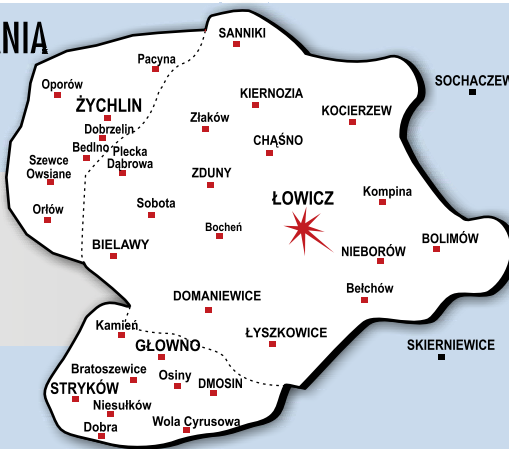 ANIA
SANNIKI
Pacyna
SOCHACZEW
Oporów
KIERNOZIA
ŻYCHLIN
KOCIERZEW
Złaków
Dobrzelin
CHĄŚNO
Bedlno
Plecka
Dąbrowa
Szewce
Owsiane
ZDUNY
ŁOWICZ
Kompina
Sobota
Orłów
Bocheń
BIELAWY
NIEBORÓW
BOLIMÓW
Bełchów
DOMANIEWICE
Kamień
ŁYSZKOWICE
GŁOWNO
SKIERNIEWICE
Bratoszewice
Osiny
DMOSIN
STRYKÓW
Niesułków
Wola Cyrusowa
Dobra